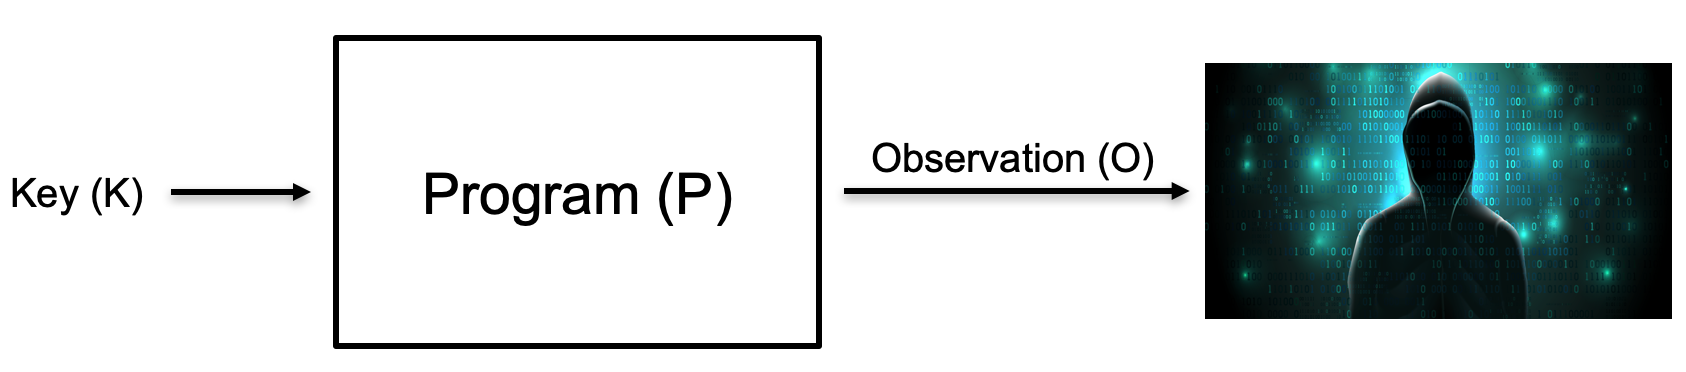 Key (K)
Program (P)
Observation (O)